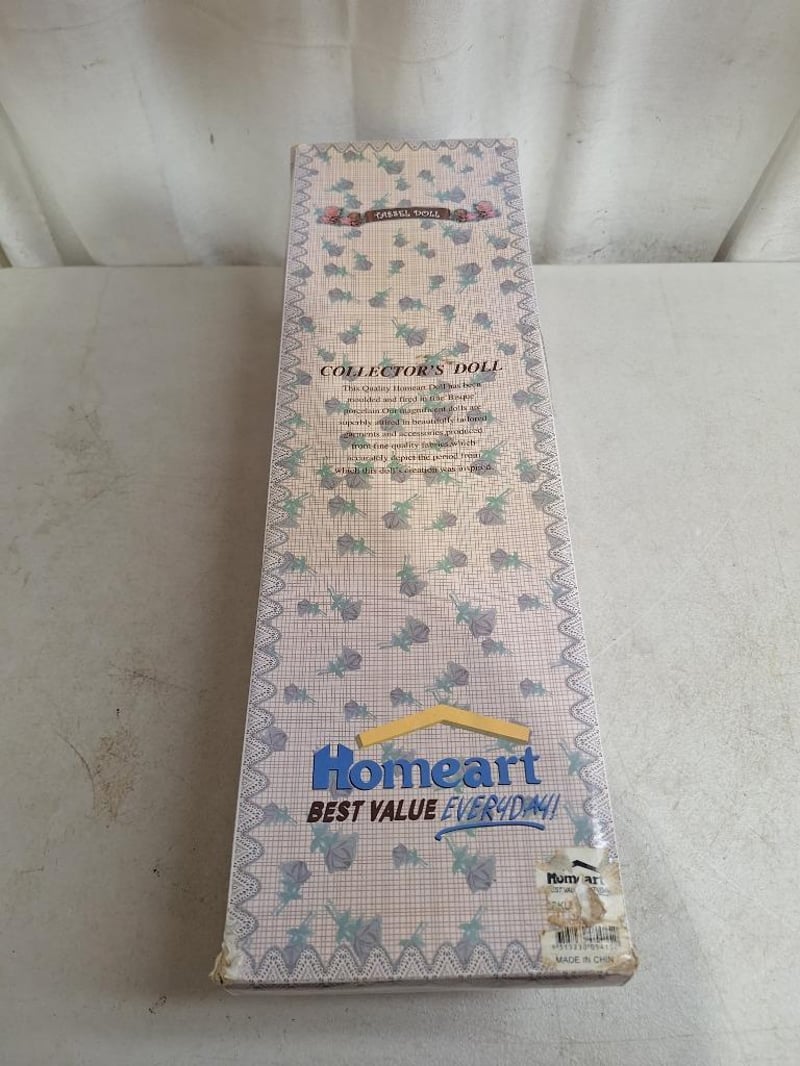 TASSEL DOLL
COLLECTOR'S DOLL
This Quality Homeart Doll has been
moulded and fired in true Bisque
porcelain.Our magnificent dolls are
superbly attired in beautifully tailored
garments and accessories produced
from fine quality fabrics which
accurately depict the period from
which this doll's creation was inspired.
Homeart
BEST VALUE EVERYDAY!
Homeart
MADE IN CHIN